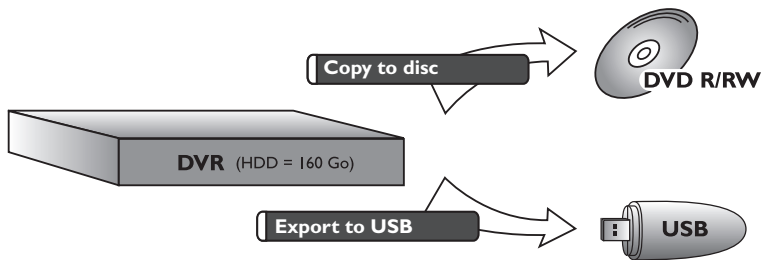 Copy to disc
DVD R/RW
DVR (HDD = 160 Go)
Export to USB
USB